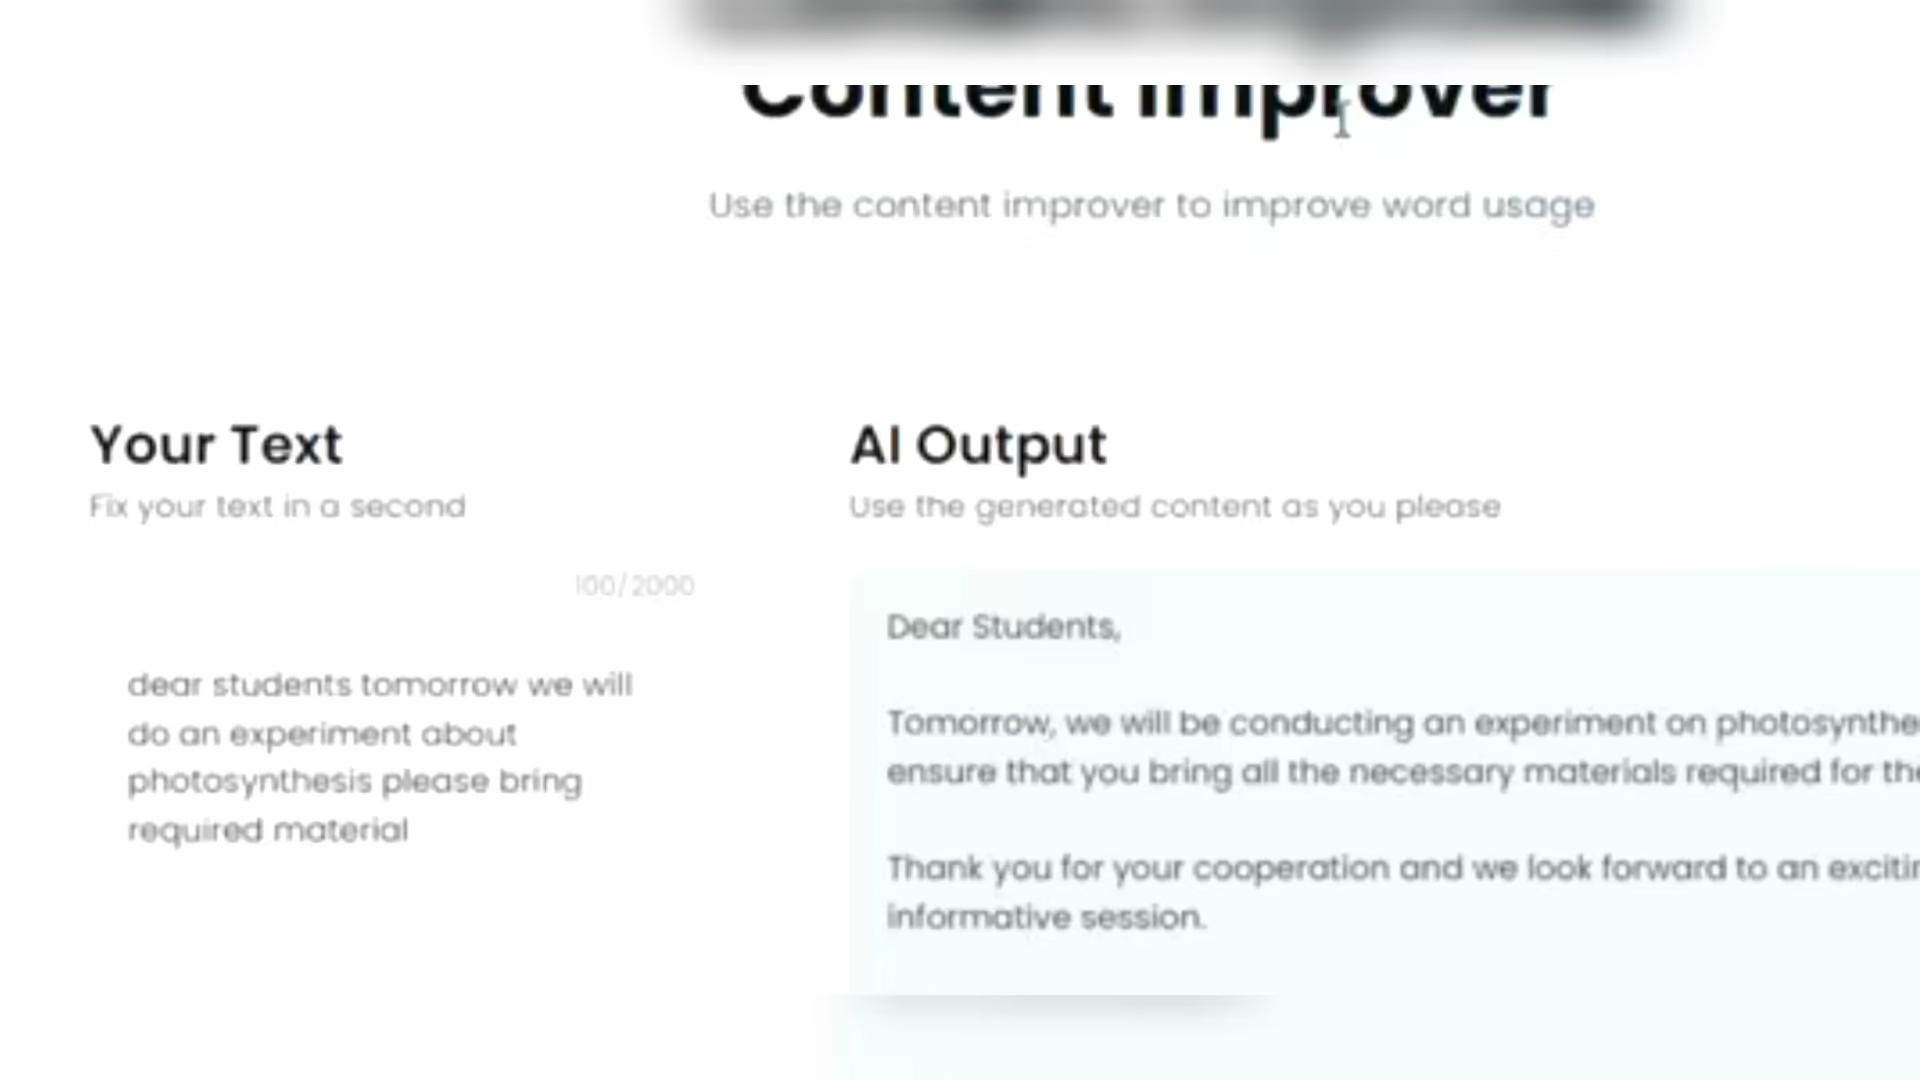 Content Improver
Use the content improver to improve word usage
Your Text
Fix your text in a second
100/2000
dear students tomorrow we will
do an experiment about
photosynthesis please bring
required material
AI Output
Use the generated content as you please
Dear Students,
Tomorrow, we will be conducting an experiment on photosynthe
ensure that you bring all the necessary materials required for the
Thank you for your cooperation and we look forward to an excitin
informative session.